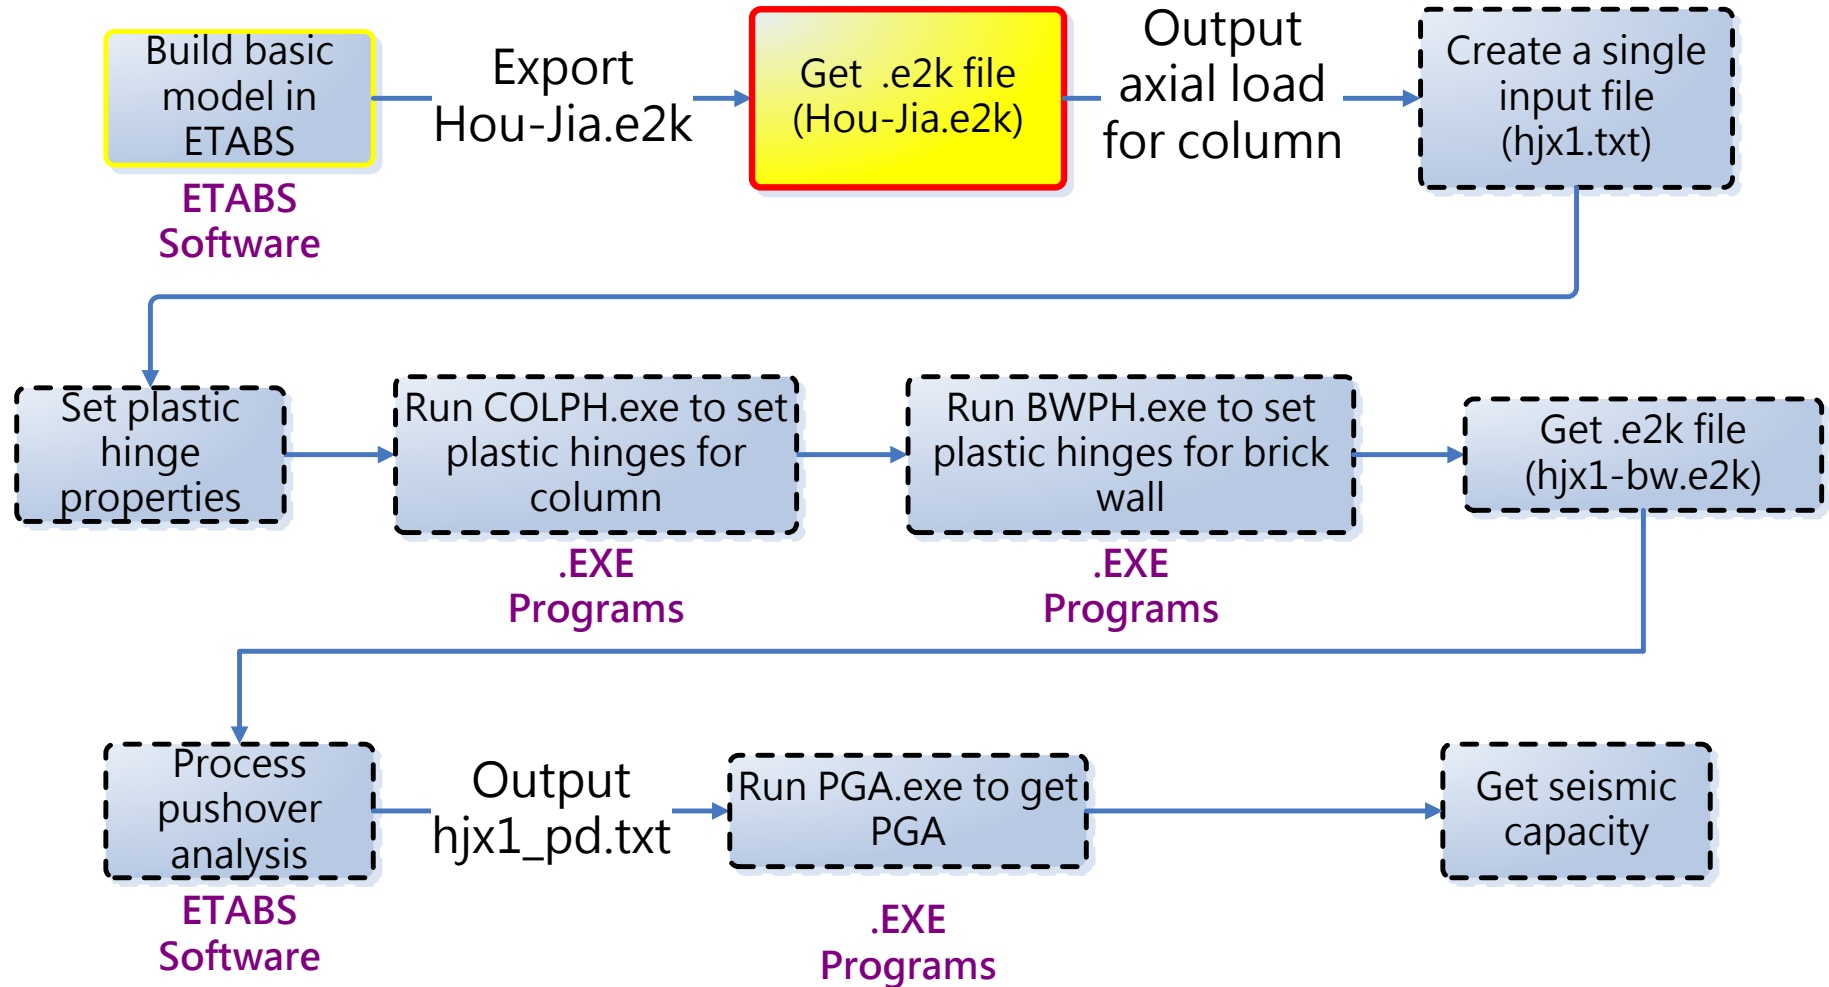 Build basic
model in
ETABS
ETABS
Software
Export
Hou-Jia.e2k
Get .e2k file
(Hou-Jia.e2k)
Output
axial load
for column
Create a single
input file
(hjx1.txt)
Set plastic
hinge
properties
Run COLPH.exe to set
plastic hinges for
column
.EXE
Programs
Run BWPH.exe to set
plastic hinges for brick
wall
.EXE
Programs
Get .e2k file
(hjx1-bw.e2k)
Process
pushover
analysis
ETABS
Software
Output
hjx1_pd.txt
Run PGA.exe to get
PGA
.EXE
Programs
Get seismic
capacity